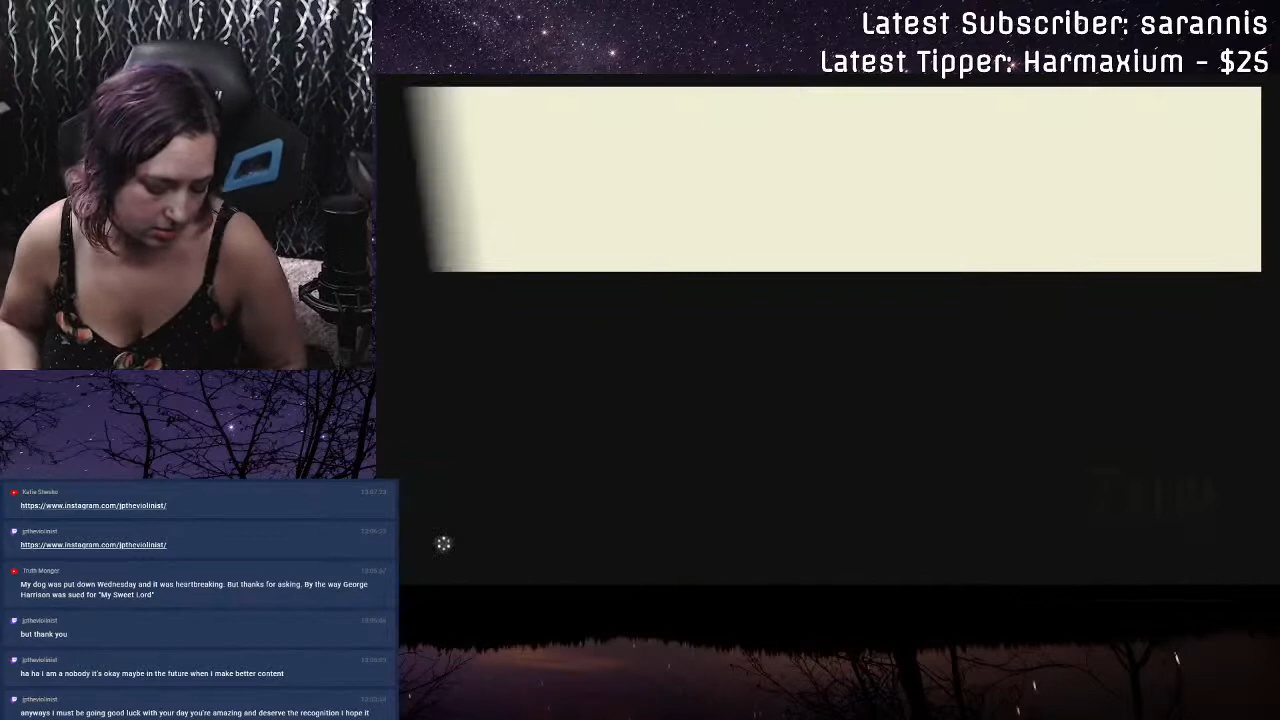 Latest Subscriber: sarannis
Latest Tipper: Harmaxium - $25
Katie Shesko
https://www.instagram.com/jptheviolinist/
jptheviolinist
https://www.instagram.com/jptheviolinist/
Truth Monger
My dog was put down Wednesday and it was heartbreaking. But thanks for asking. By the way George
Harrison was sued for "My Sweet Lord"
jptheviolinist
but thank you
jptheviolinist
ha ha I am a nobody it's okay maybe in the future when I make better content
jptheviolinist
anyways i must be going good luck with your day you're amazing and deserve the recognition I hope it